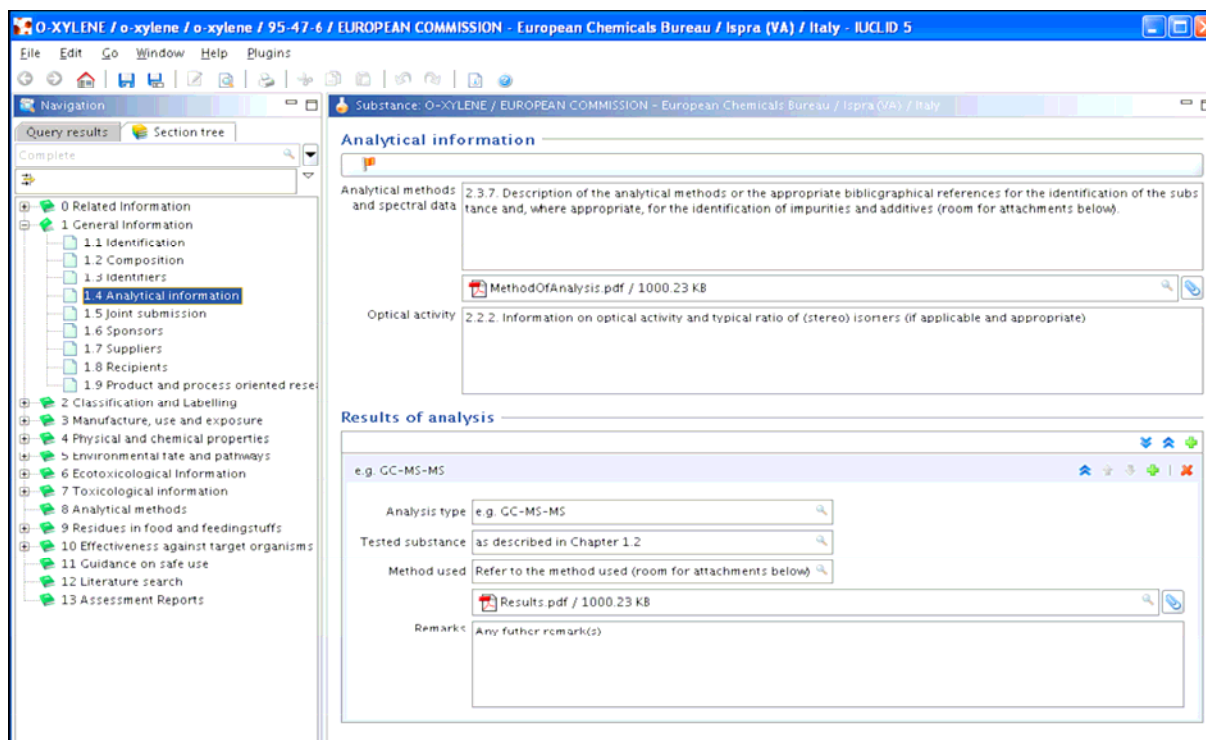 O-XYLENE / o-xylene / o-xylene / 95-47-6 / EUROPEAN COMMISSION - European Chemicals Bureau / Ispra (VA) / Italy - IUCLID 5
File Edit Go Window Help Plugins
Navigation
Query results Section tree
Complete
0 Related Information
1 General Information
1.1 Identification
1.2 Composition
1.3 Identifiers
1.4 Analytical information
1.5 Joint submission
1.6 Sponsors
1.7 Suppliers
1.8 Recipients
1.9 Product and process oriented rese
2 Classification and Labelling
3 Manufacture, use and exposure
4 Physical and chemical properties
5 Environmental fate and pathways
6 Ecotoxicological Information
7 Toxicological information
8 Analytical methods
9 Residues in food and feedingstuffs
10 Effectiveness against target organisms
11 Guidance on safe use
12 Literature search
13 Assessment Reports
Substance: O-XYLENE / EUROPEAN COMMISSION - European Chemicals Bureau / Ispra (VA) / Italy
Analytical information
Analytical methods and spectral data
2.3.7. Description of the analytical methods or the appropriate bibliographical references for the identification of the subs
tance and, where appropriate, for the identification of impurities and additives (room for attachments below).
MethodOfAnalysis.pdf / 1000.23 KB
Optical activity 2.2.2. Information on optical activity and typical ratio of (stereo) isomers (if applicable and appropriate)
Results of analysis
e.g. GC-MS-MS
Analysis type e.g. GC-MS-MS
Tested substance as described in Chapter 1.2
Method used Refer to the method used (room for attachments below)
Results.pdf / 1000.23 KB
Remarks Any futher remark(s)